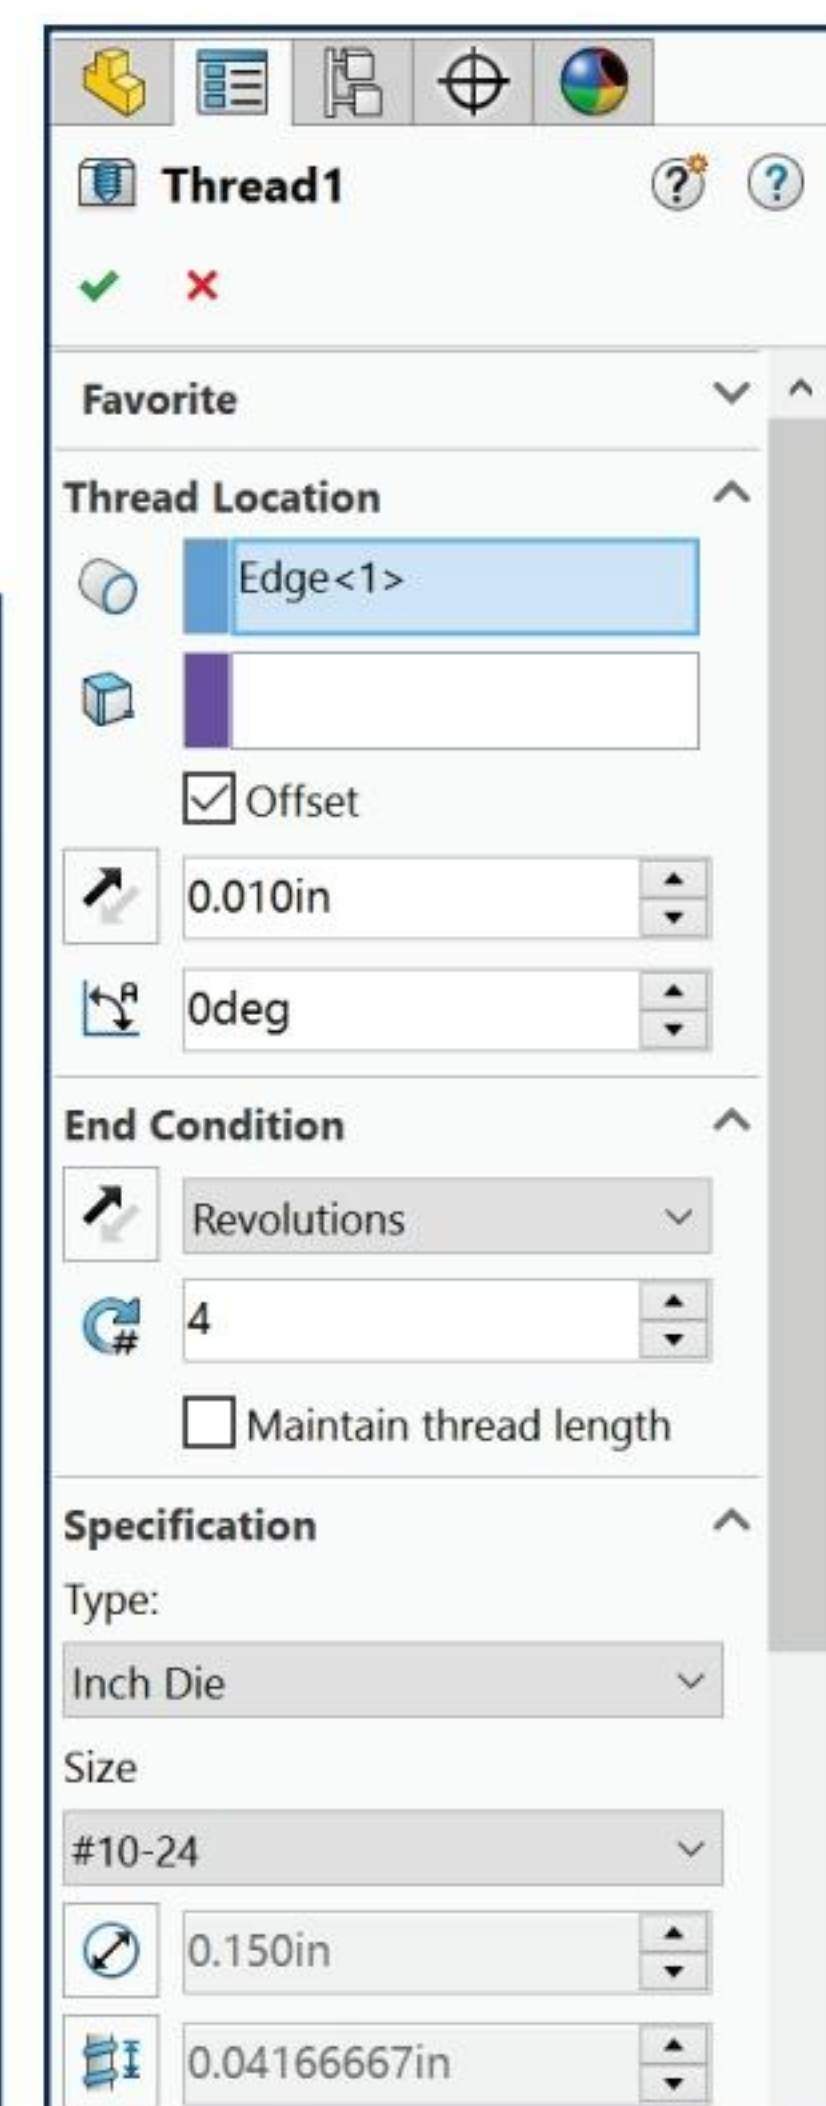 Thread1
Favorite
Thread Location
Edge<1>
Offset
0.010in
0deg
End Condition
Revolutions
4
Maintain thread length
Specification
Type:
Inch Die
Size
#10-24
0.150in
0.04166667in